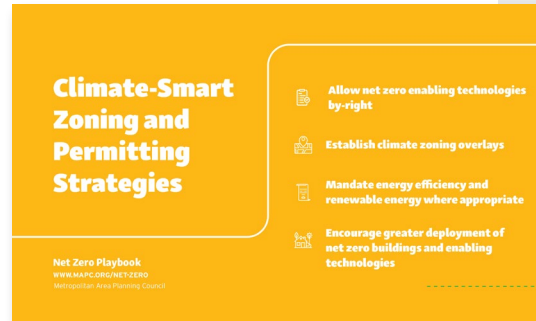 Climate-Smart
Zoning and
Permitting
Strategies
Net Zero Playbook
WWW.MAPC.ORG/NET-ZERO
Metropolitan Area Planning Council
Allow net zero enabling technologies
by-right
Establish climate zoning overlays
Mandate energy efficiency and
renewable energy where appropriate
Encourage greater deployment of
net zero buildings and enabling
technologies